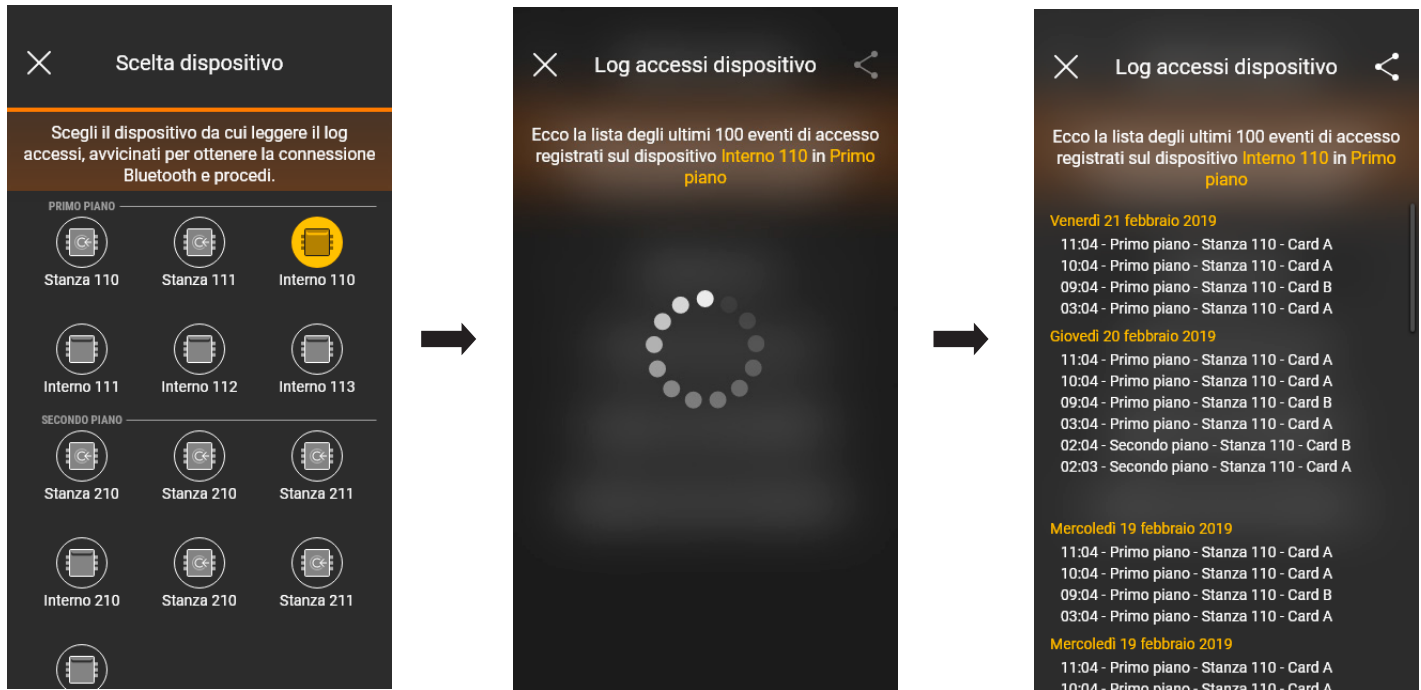 Scelta dispositivo
Scegli il dispositivo da cui leggere il log
accessi, avvicinati per ottenere la connessione
Bluetooth e procedi.
PRIMO PIANO
Stanza 110 Stanza 111 Interno 110
Interno 111 Interno 112 Interno 113
SECONDO PIANO
Stanza 210 Stanza 210 Stanza 211
Interno 210 Stanza 210 Stanza 211
Log accessi dispositivo
Ecco la lista degli ultimi 100 eventi di accesso
registrati sul dispositivo Interno 110 in Primo
piano
Log accessi dispositivo
Ecco la lista degli ultimi 100 eventi di accesso
registrati sul dispositivo Interno 110 in Primo
piano
Venerdì 21 febbraio 2019
11:04 - Primo piano - Stanza 110 - Card A
10:04 - Primo piano - Stanza 110 - Card A
09:04 - Primo piano - Stanza 110 - Card B
03:04 - Primo piano - Stanza 110 - Card A
Giovedì 20 febbraio 2019
11:04 - Primo piano - Stanza 110 - Card A
10:04 - Primo piano - Stanza 110 - Card A
09:04 - Primo piano - Stanza 110 - Card B
03:04 - Primo piano - Stanza 110 - Card A
02:04 - Secondo piano - Stanza 110 - Card B
02:03 - Secondo piano - Stanza 110 - Card A
Mercoledì 19 febbraio 2019
11:04 - Primo piano - Stanza 110 - Card A
10:04 - Primo piano - Stanza 110 - Card A
09:04 - Primo piano - Stanza 110 - Card B
03:04 - Primo piano - Stanza 110 - Card A
Mercoledì 19 febbraio 2019
11:04 - Primo piano - Stanza 110 - Card A
10:04 - Primo piano - Stanza 110 - Card A